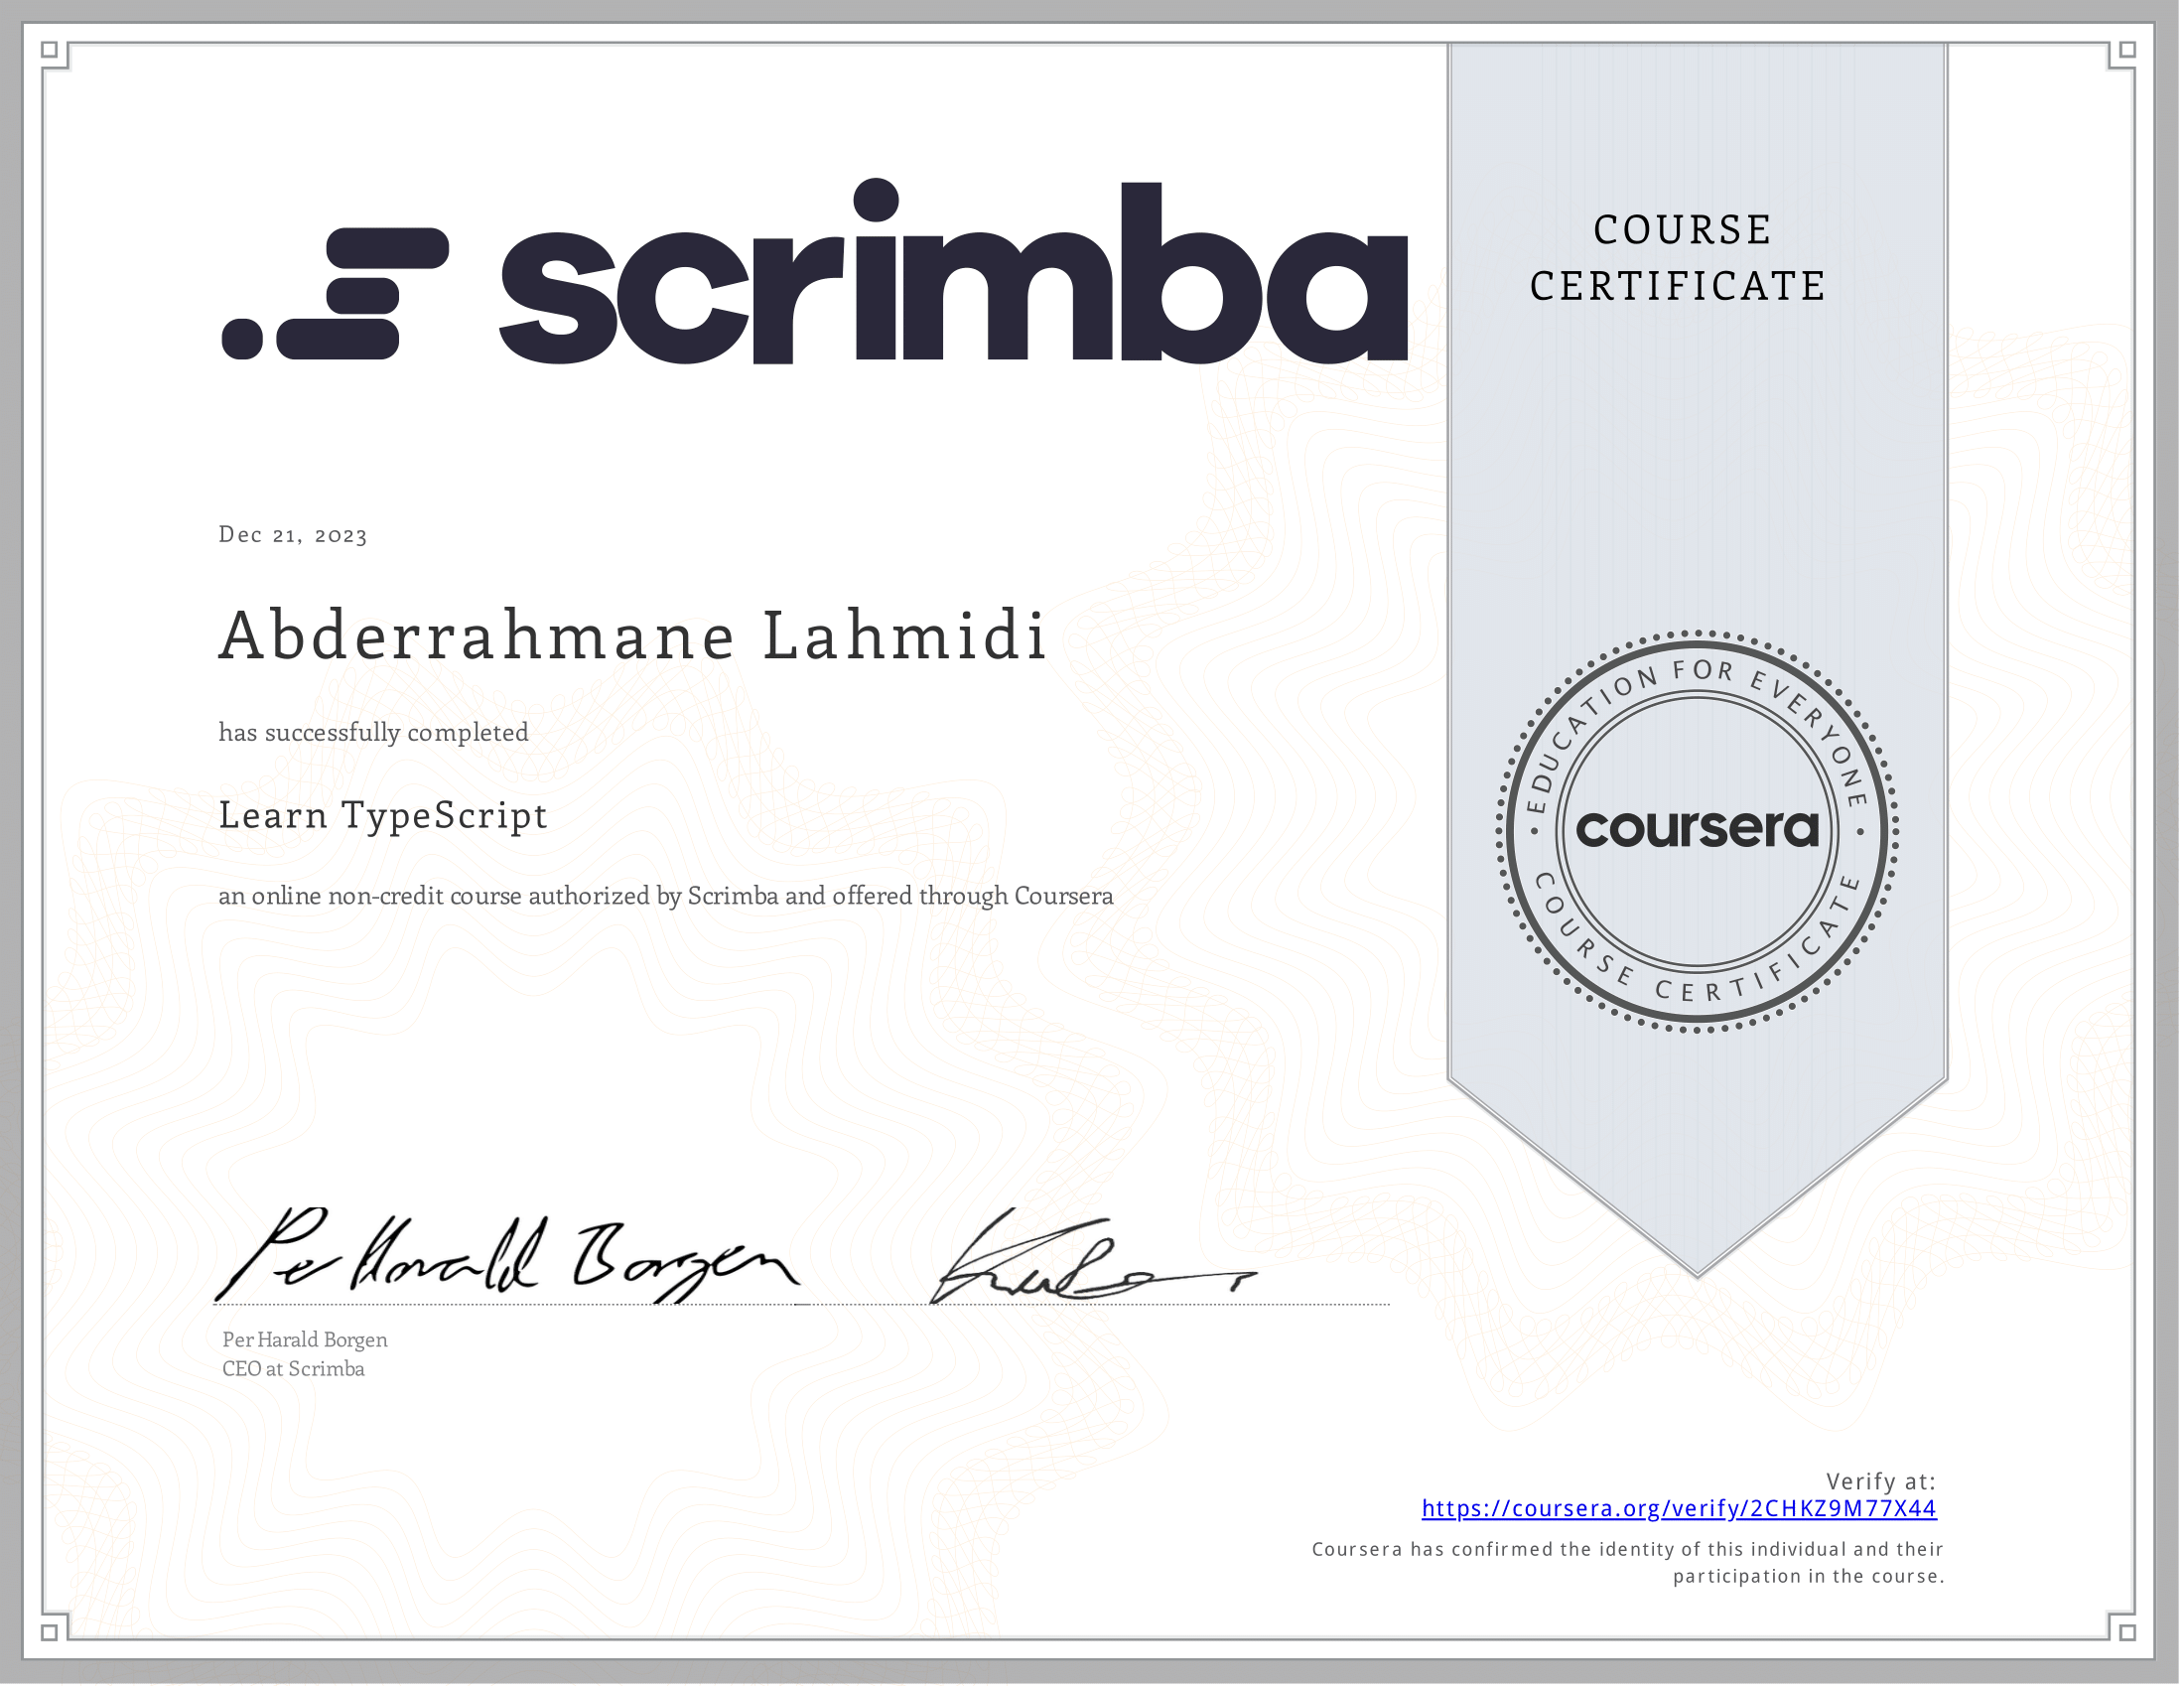 scrimba
COURSE
CERTIFICATE
Dec 21, 2023
Abderrahmane Lahmidi
has successfully completed
Learn TypeScript
an online non-credit course authorized by Scrimba and offered through Coursera
EDUCATION FOR EVERYONE
coursera
COURSE CERTIFICATE
Per Harald Borgen
Per Harald Borgen
CEO at Scrimba
Verify at:
https://coursera.org/verify/2CHKZ9M77X44
Coursera has confirmed the identity of this individual and their
participation in the course.